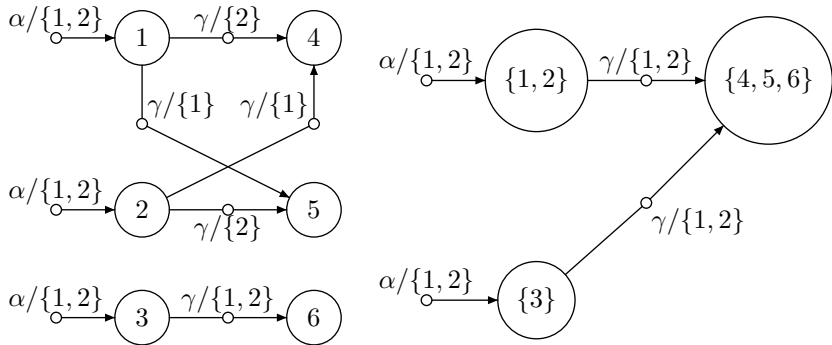 α/{1, 2}
1
γ/{2}
4
γ/{1}
γ/{1}
α/{1, 2}
2
γ/{2}
5
α/{1, 2}
3
γ/{1, 2}
6
α/{1, 2}
{1, 2}
γ/{1, 2}
{4, 5, 6}
γ/{1, 2}
α/{1, 2}
{3}